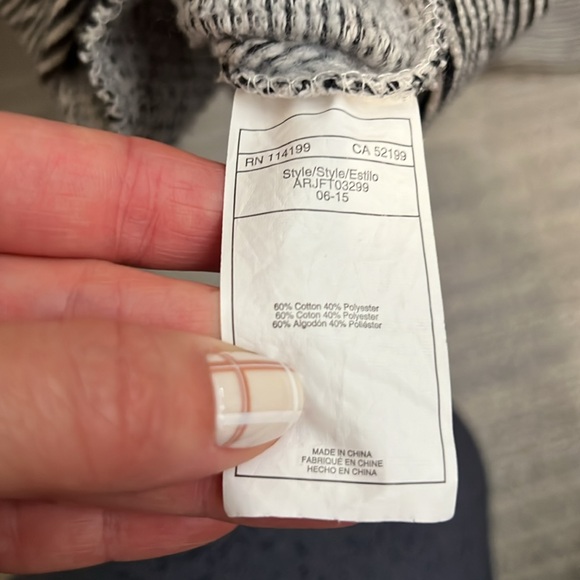 RN 114199 CA 52199
Style/Style/Estilo
ARJFT03299
06-15
60% Cotton 40% Polyester
60% Coton 40% Polyester
60% Algodón 40% Poliéster
MADE IN CHINA
FABRIQUÉ EN CHINE
HECHO EN CHINA